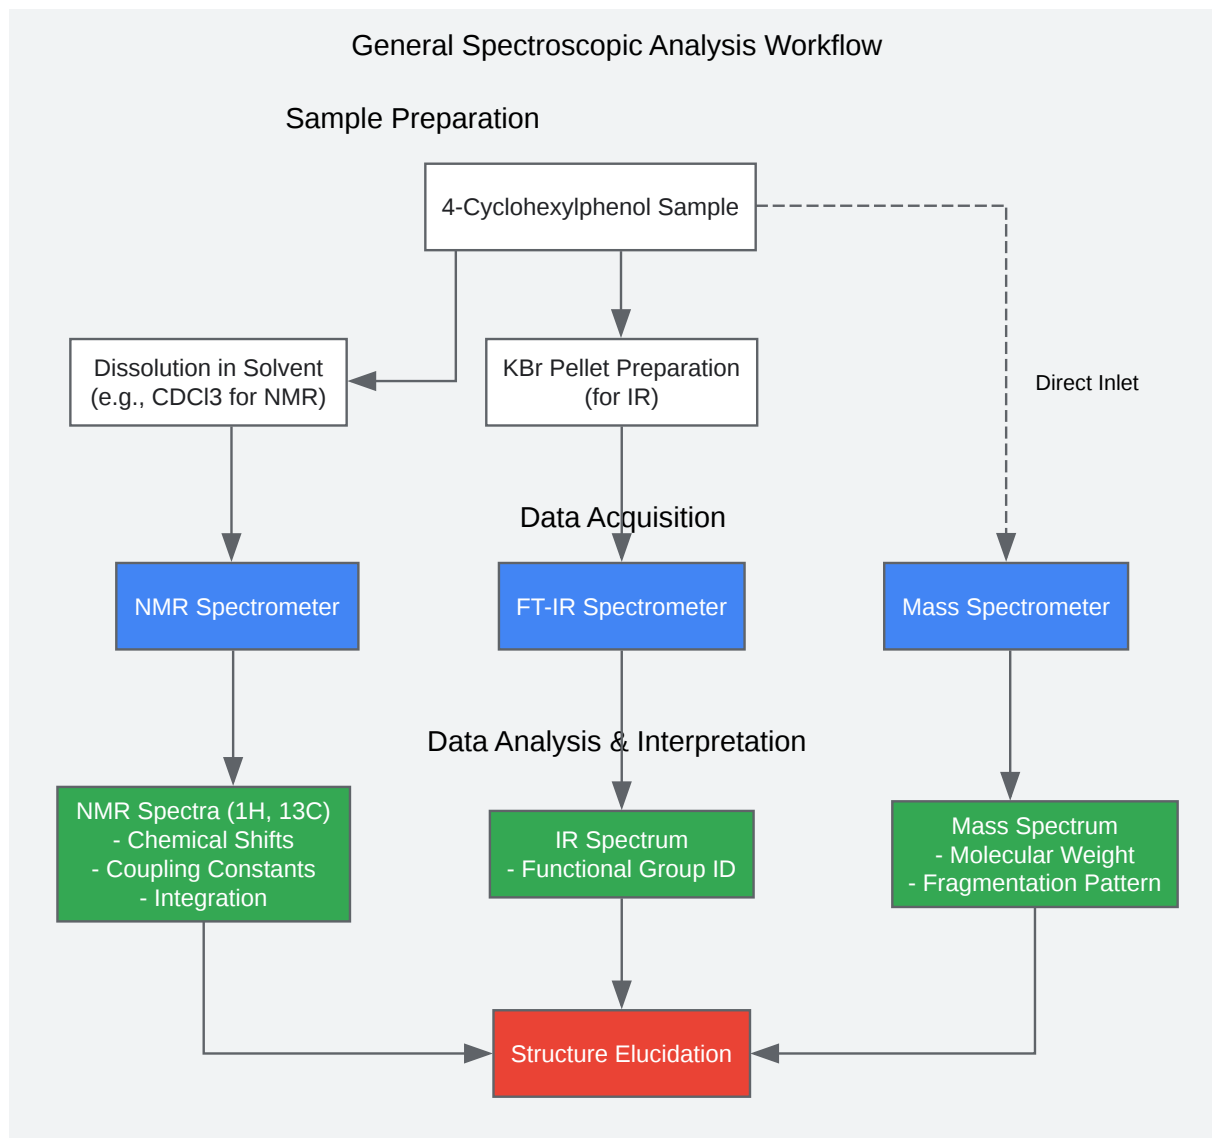 General Spectroscopic Analysis Workflow
Sample Preparation
4-Cyclohexylphenol Sample
Dissolution in Solvent
(e.g., CDCl3 for NMR)
KBr Pellet Preparation
(for IR)
Direct Inlet
Data Acquisition
NMR Spectrometer
FT-IR Spectrometer
Mass Spectrometer
Data Analysis & Interpretation
NMR Spectra (1H, 13C)
- Chemical Shifts
- Coupling Constants
- Integration
IR Spectrum
- Functional Group ID
Mass Spectrum
- Molecular Weight
- Fragmentation Pattern
Structure Elucidation